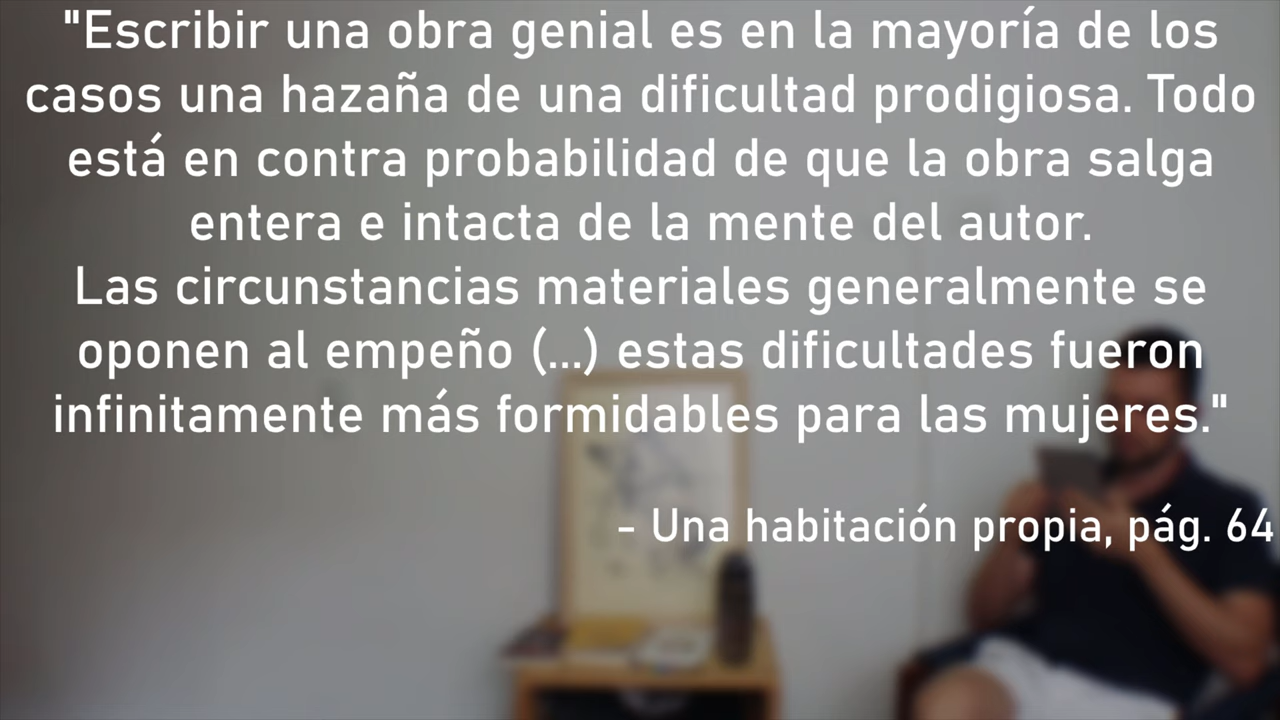 "Escribir una obra genial es en la mayoría de los
casos una hazaña de una dificultad prodigiosa. Todo
está en contra probabilidad de que la obra salga
entera e intacta de la mente del autor.
Las circunstancias materiales generalmente se
oponen al empeño (...) estas dificultades fueron
infinitamente más formidables para las mujeres."
- Una habitación propia, pág. 64